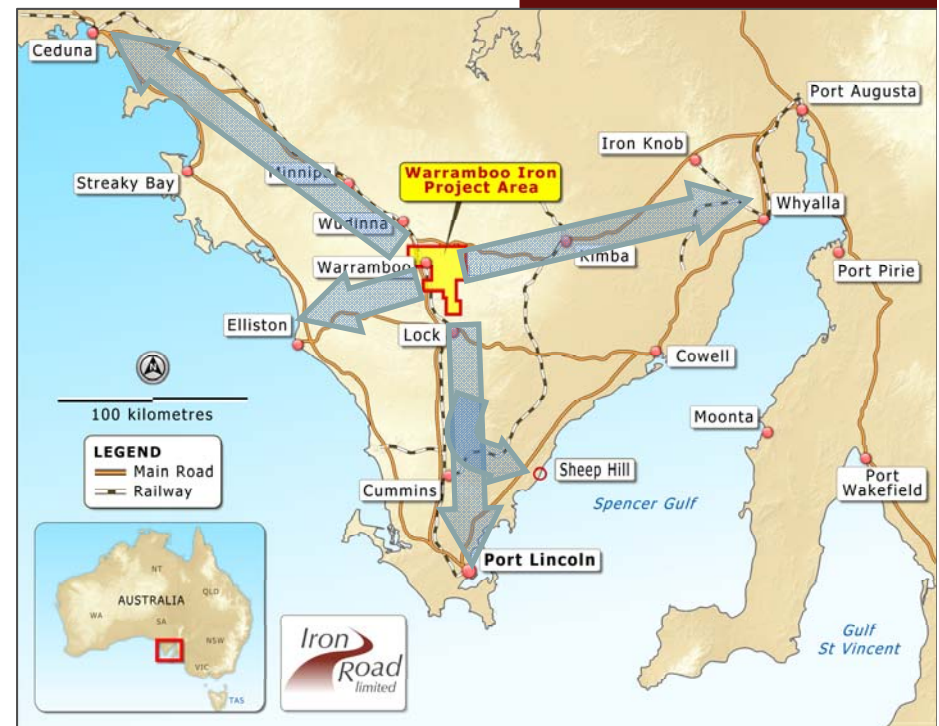 Ceduna
Port Augusta
Iron Knob
Warramboo Iron
Project Area
Streaky Bay
Minnipa
Whyalla
Wudinna
Kimba
Warramboo
Port Pirie
Elliston
Lock
Cowell
N
100 kilometres
Moonta
LEGEND
Main Road
Railway
Sheep Hill
Cummins
Port
Wakefield
Spencer Gulf
Port Lincoln
NT
QLD
AUSTRALIA
WA
SA
NSW
VIC
TAS
Iron
Road
limited
Gulf
St Vincent